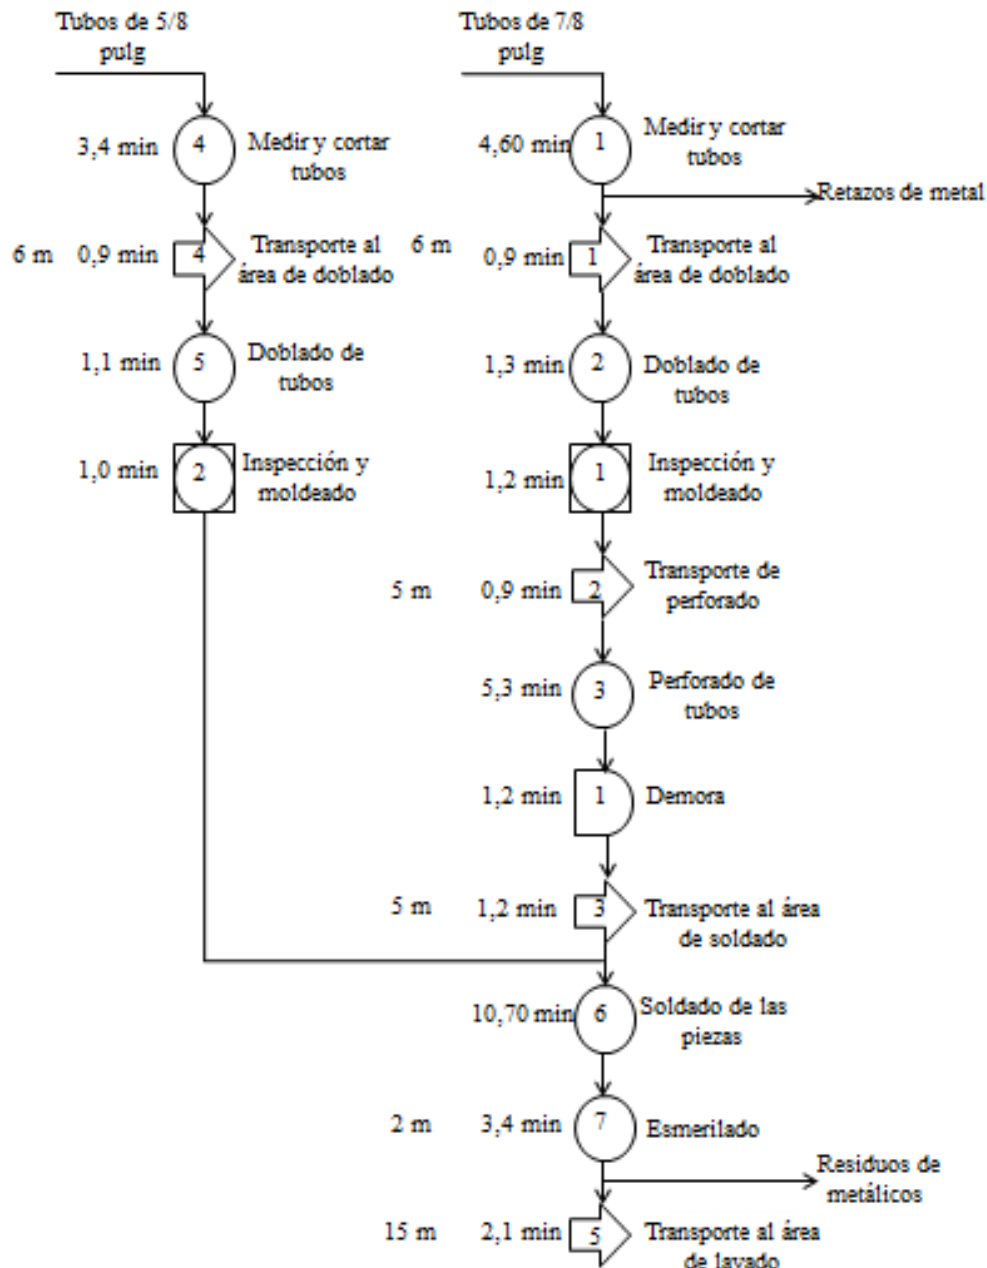 Tubos de 5/8
pulg
Tubos de 7/8
pulg
3,4 min
4
Medir y cortar
tubos
4,60 min
1
Medir y cortar
tubos
Retazos de metal
6 m
0,9 min
4
Transporte al
área de doblado
6 m
0,9 min
1
Transporte al
área de doblado
1,1 min
5
Doblado de
tubos
1,3 min
2
Doblado de
tubos
1,0 min
2
Inspección y
moldeado
1,2 min
1
Inspección y
moldeado
5 m
0,9 min
2
Transporte de
perforado
5,3 min
3
Perforado de
tubos
1,2 min
1
Demora
5 m
1,2 min
3
Transporte al área
de soldado
10,70 min
6
Soldado de las
piezas
2 m
3,4 min
7
Esmerilado
Residuos de
metálicos
15 m
2,1 min
5
Transporte al área
de lavado